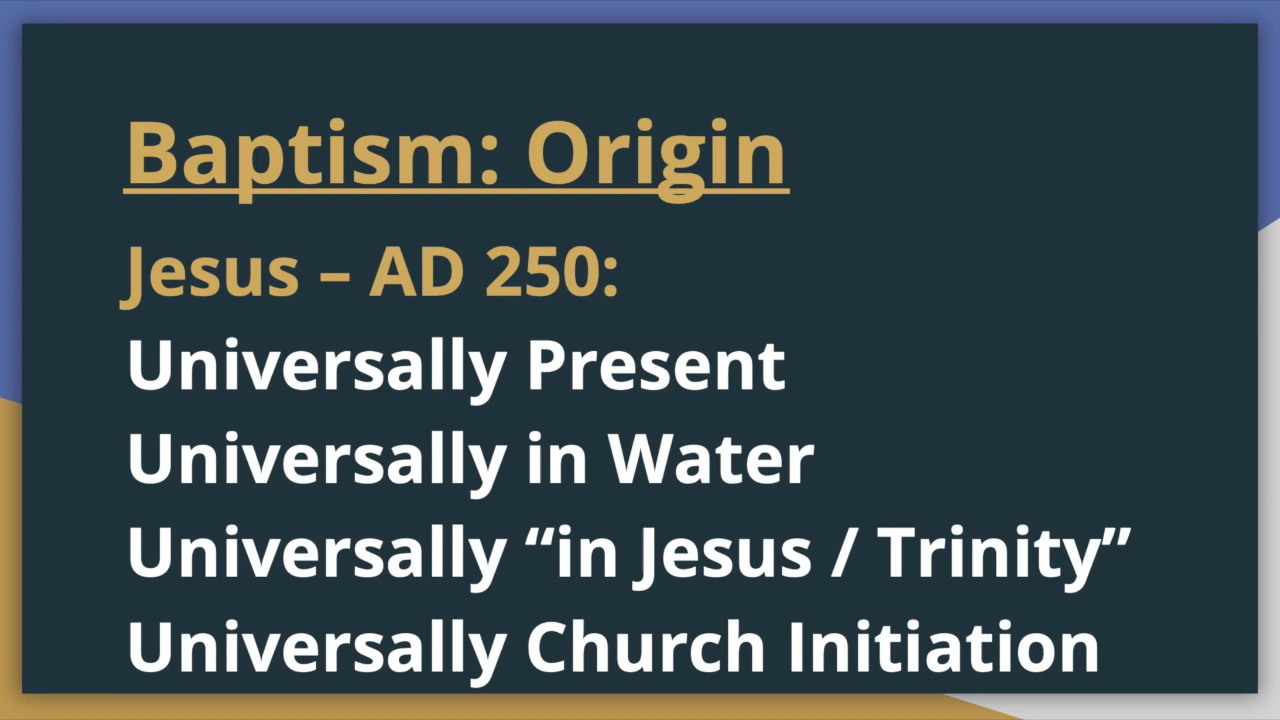 Baptism: Origin
Jesus – AD 250:
Universally Present
Universally in Water
Universally “in Jesus / Trinity”
Universally Church Initiation